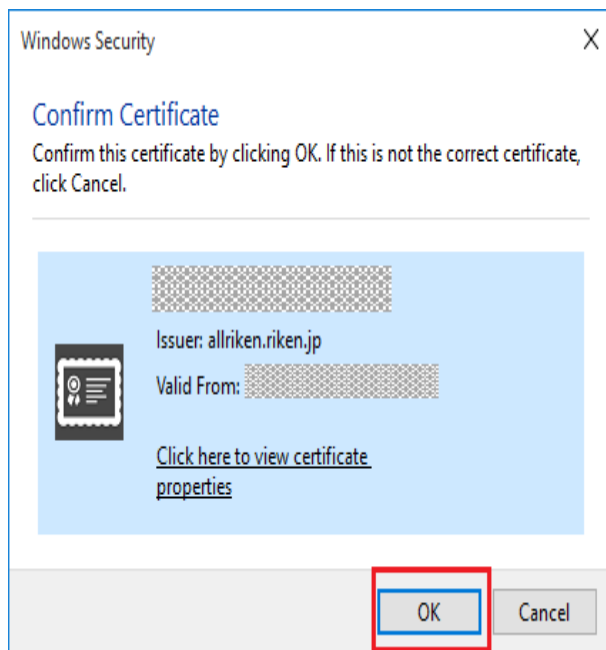 Windows Security
Confirm Certificate
Confirm this certificate by clicking OK. If this is not the correct certificate,
click Cancel.
Issuer: allriken.riken.jp
Valid From:
Click here to view certificate
properties
OK
Cancel